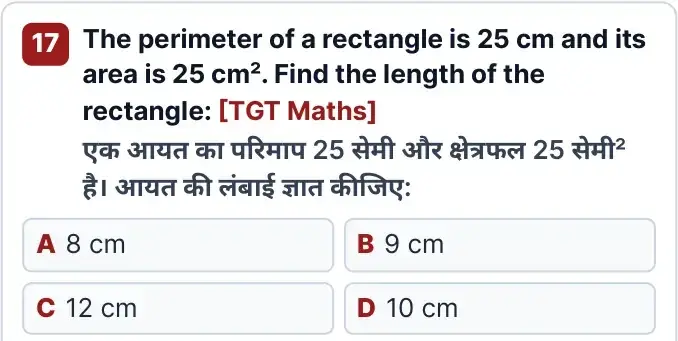 17 The perimeter of a rectangle is 25 cm and its
area is 25 cm². Find the length of the
rectangle: [TGT Maths]
एक आयत का परिमाप 25 सेमी और क्षेत्रफल 25 सेमी²
है। आयत की लंबाई ज्ञात कीजिए:
A 8 cm
B 9 cm
C 12 cm
D 10 cm